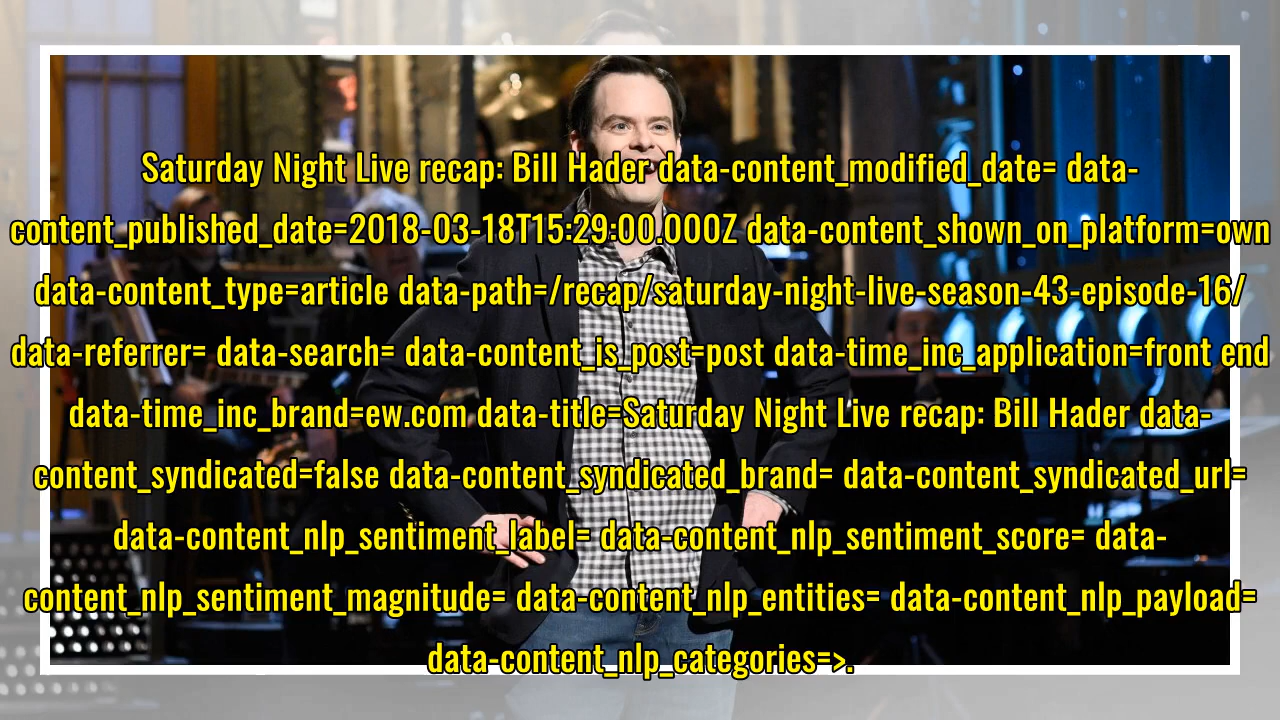 Saturday Night Live recap: Bill Hader data-content_modified_date= data-
content_published_date=2018-03-18T15:29:00.000Z data-content_shown_on_platform=own
data-content_type=article data-path=/recap/saturday-night-live-season-43-episode-16/
data-referrer= data-search= data-content_is_post=post data-time_inc_application=front end
data-time_inc_brand=ew.com data-title=Saturday Night Live recap: Bill Hader data-
content_syndicated=false data-content_syndicated_brand= data-content_syndicated_url=
data-content_nlp_sentiment_label= data-content_nlp_sentiment_score= data-
content_nlp_sentiment_magnitude= data-content_nlp_entities= data-content_nlp_payload=
data-content_nlp_categories=>.